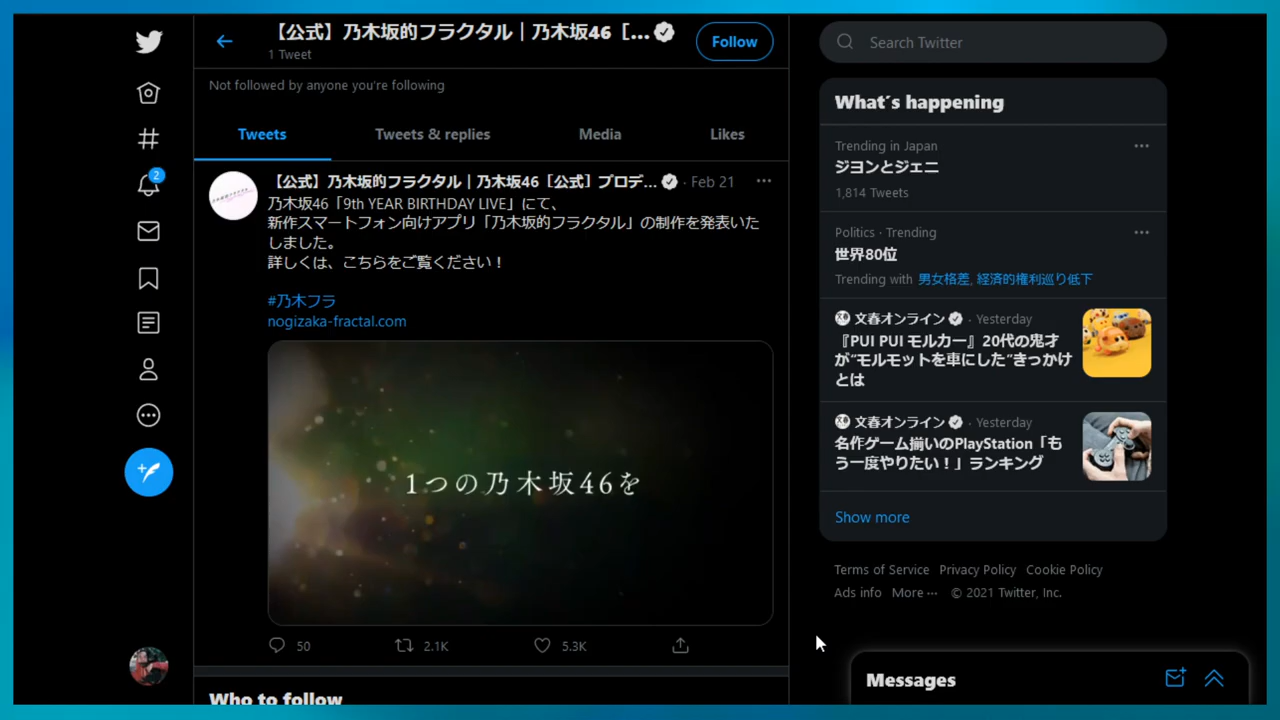 【公式】乃木坂的フラクタル｜乃木坂46［...
1 Tweet
Follow
Not followed by anyone you're following
Tweets
Tweets & replies
Media
Likes
【公式】乃木坂的フラクタル｜乃木坂46［公式］プロデ... · Feb 21
乃木坂46「9th YEAR BIRTHDAY LIVE」にて、
新作スマートフォン向けアプリ「乃木坂的フラクタル」の制作を発表いた
しました。
詳しくは、こちらをご覧ください！
#乃木フラ
nogizaka-fractal.com
1つの乃木坂46を
50
2.1K
5.3K
Who to follow
2
Search Twitter
What's happening
Trending in Japan
ジヨンとジェニ
1,814 Tweets
Politics · Trending
世界80位
Trending with 男女格差, 経済的権利巡り低下
文春オンライン · Yesterday
『PUI PUI モルカー』20代の鬼才
が"モルモットを車にした"きっかけ
とは
文春オンライン · Yesterday
名作ゲーム揃いのPlayStation「も
う一度やりたい！」ランキング
Show more
Terms of Service Privacy Policy Cookie Policy
Ads info More ··· © 2021 Twitter, Inc.
Messages